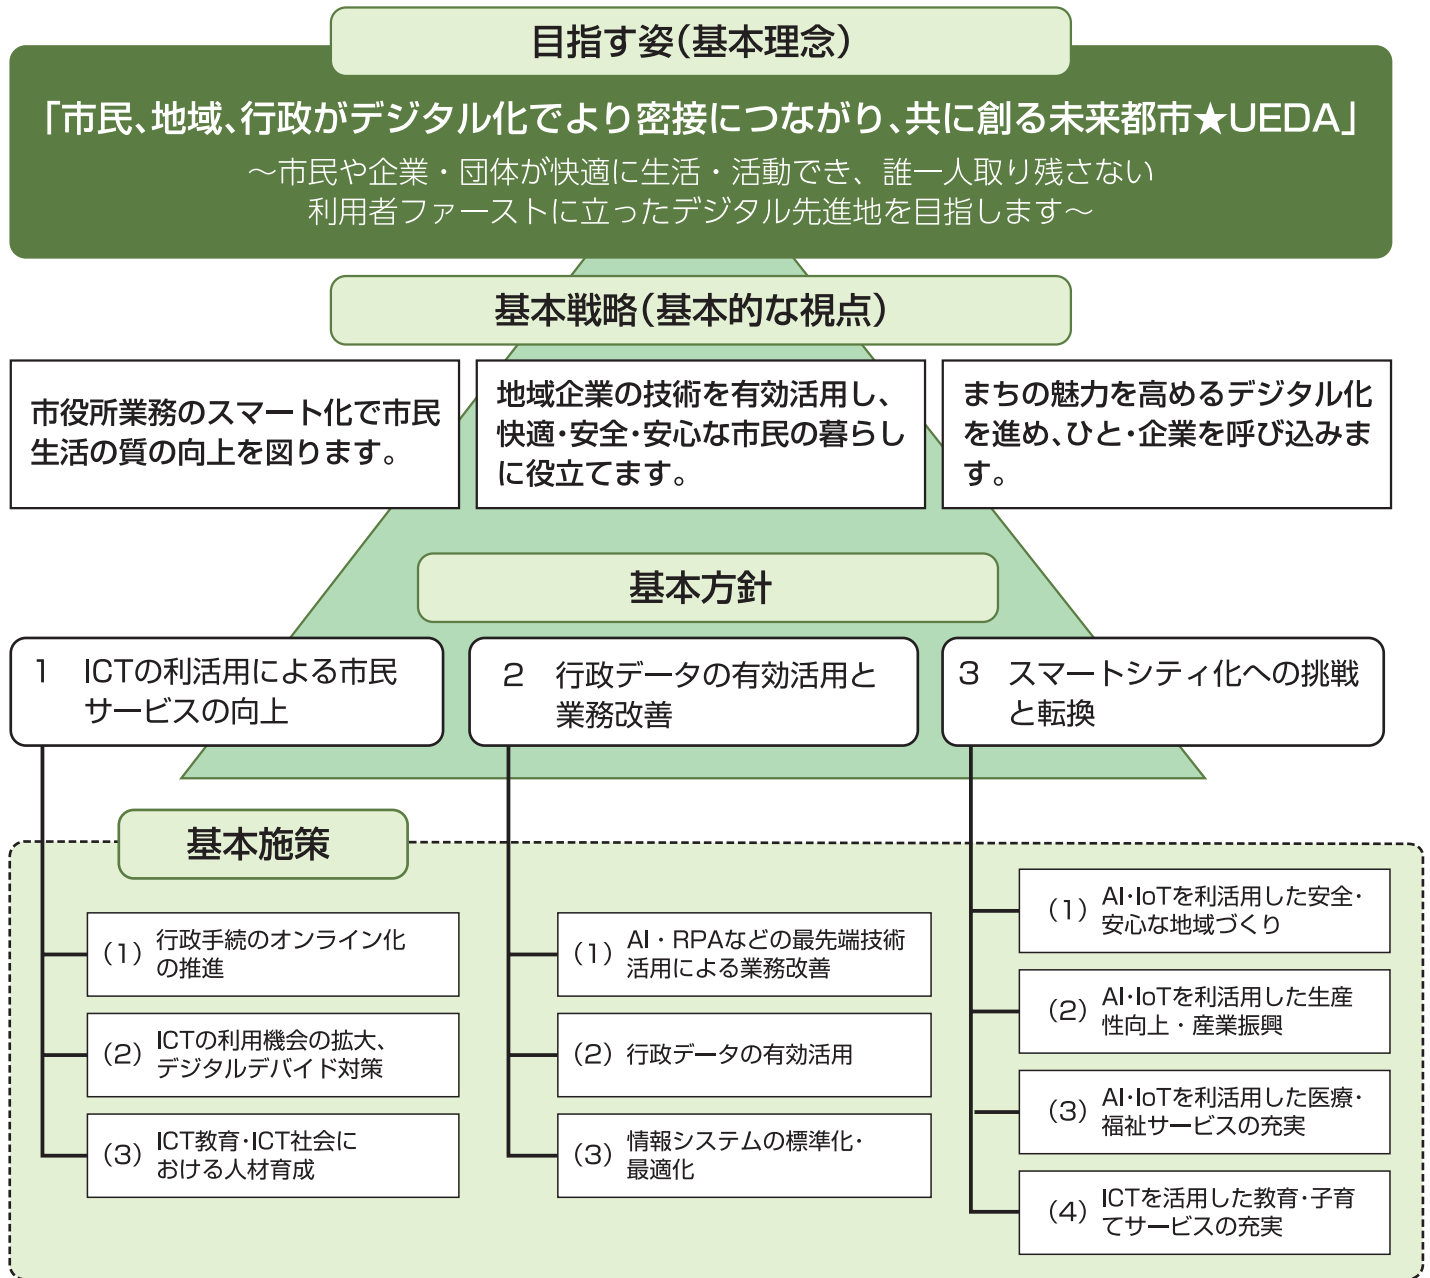 目指す姿(基本理念)
「市民、地域、行政がデジタル化でより密接につながり、共に創る未来都市★UEDA」
～市民や企業・団体が快適に生活・活動でき、誰一人取り残さない
利用者ファーストに立ったデジタル先進地を目指します～
基本戦略(基本的な視点)
市役所業務のスマート化で市民
生活の質の向上を図ります。
地域企業の技術を有効活用し、
快適・安全・安心な市民の暮らし
に役立てます。
まちの魅力を高めるデジタル化
を進め、ひと・企業を呼び込みま
す。
基本方針
1 ICTの利活用による市民
サービスの向上
2 行政データの有効活用と
業務改善
3 スマートシティ化への挑戦
と転換
基本施策
(1) 行政手続のオンライン化
の推進
(2) ICTの利用機会の拡大、
デジタルデバイド対策
(3) ICT教育・ICT社会に
おける人材育成
(1) AI・RPAなどの最先端技術
活用による業務改善
(2) 行政データの有効活用
(3) 情報システムの標準化・
最適化
(1) AI・IoTを利活用した安全・
安心な地域づくり
(2) AI・IoTを利活用した生産
性向上・産業振興
(3) AI・IoTを利活用した医療・
福祉サービスの充実
(4) ICTを活用した教育・子育
てサービスの充実